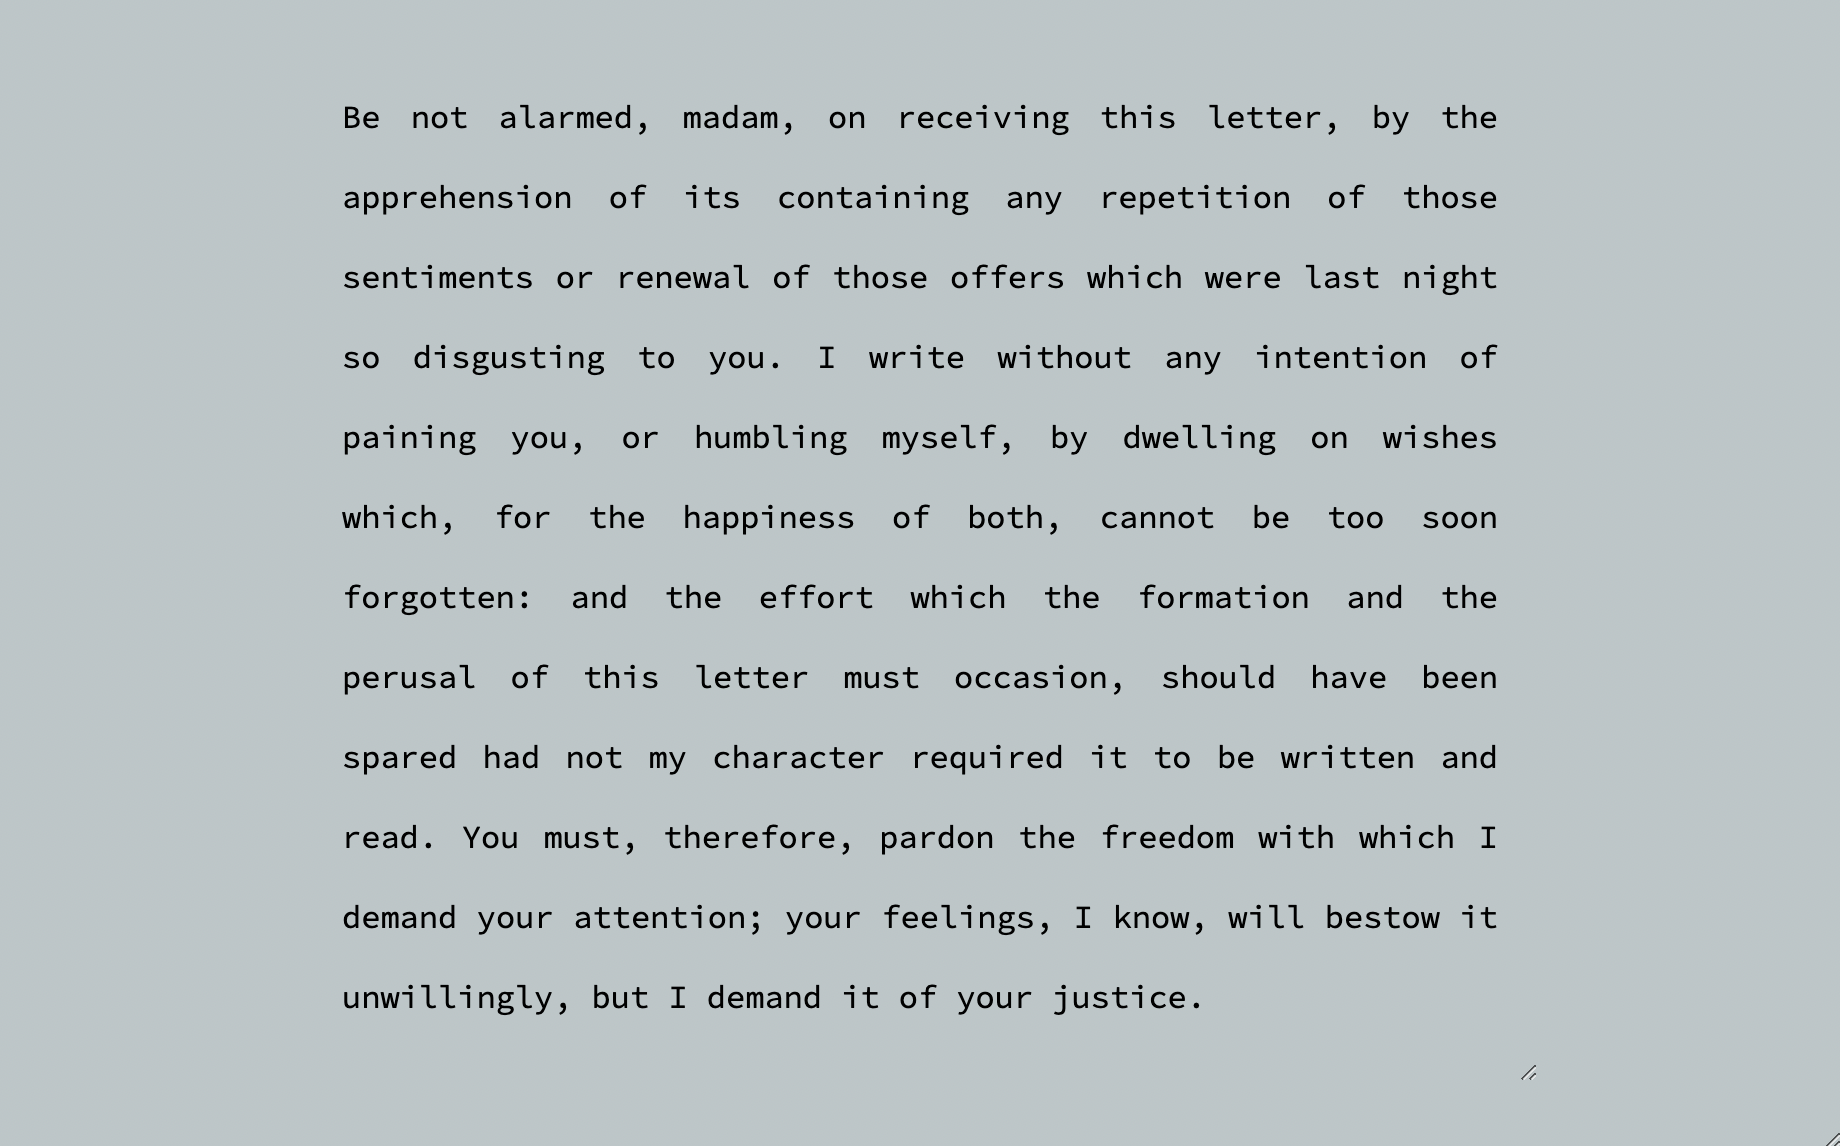 Be not alarmed, madam, on receiving this letter, by the
apprehension of its containing any repetition of those
sentiments or renewal of those offers which were last night
so disgusting to you. I write without any intention of
paining you, or humbling myself, by dwelling on wishes
which, for the happiness of both, cannot be too soon
forgotten: and the effort which the formation and the
perusal of this letter must occasion, should have been
spared had not my character required it to be written and
read. You must, therefore, pardon the freedom with which I
demand your attention; your feelings, I know, will bestow it
unwillingly, but I demand it of your justice.